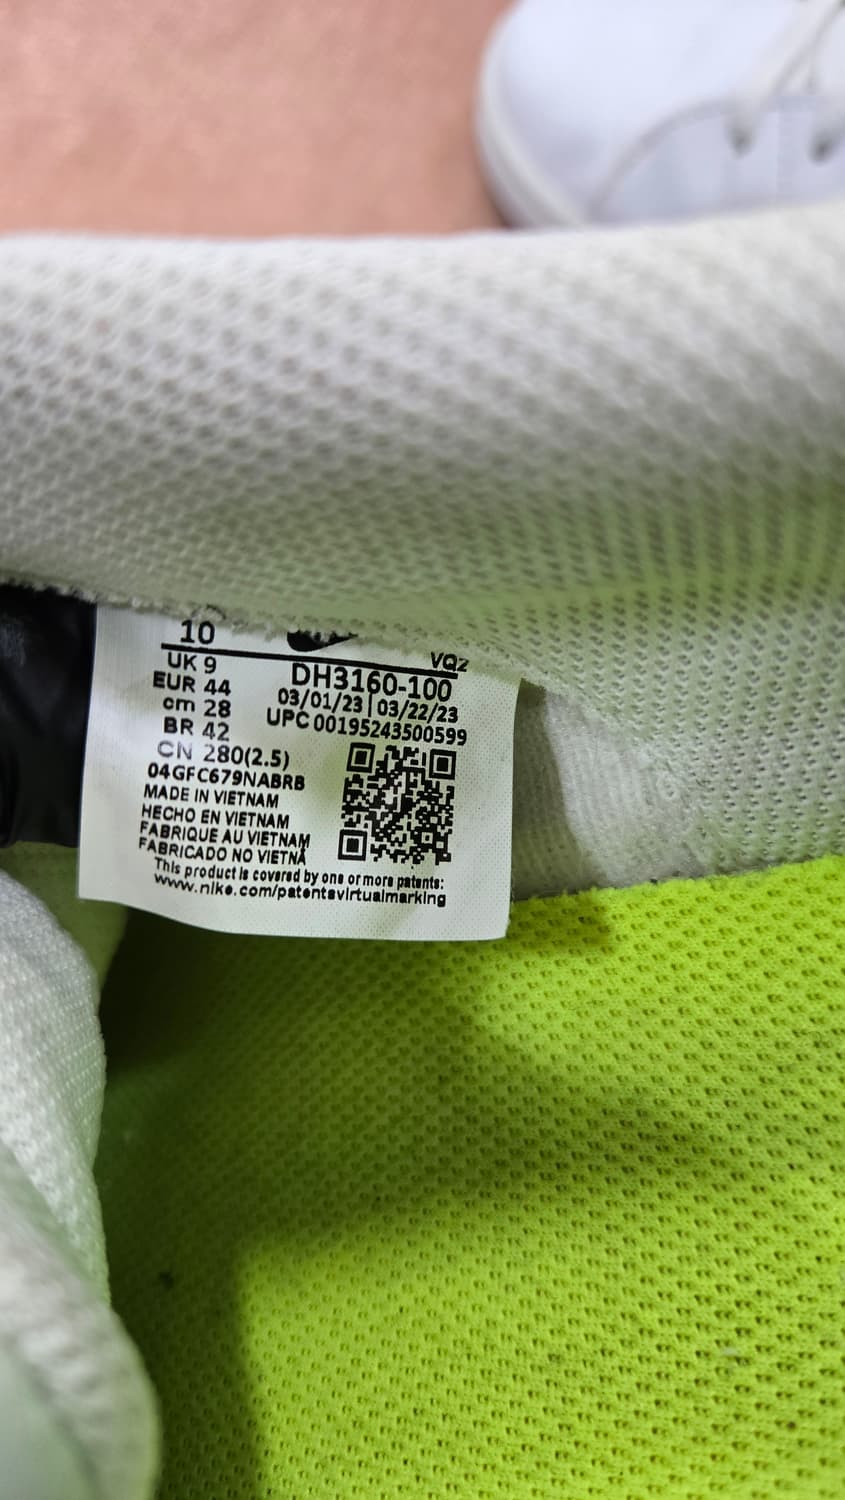 10
VQ2
UK 9
DH3160-100
EUR 44
03/01/23 | 03/22/23
cm 28
UPC 00195243500599
BR 42
CN 280(2.5)
04GFC679NABRB
MADE IN VIETNAM
HECHO EN VIETNAM
FABRIQUE AU VIETNAM
FABRICADO NO VIETNÃ
This product is covered by one or more patents:
www.nike.com/patentsvirtualmarking